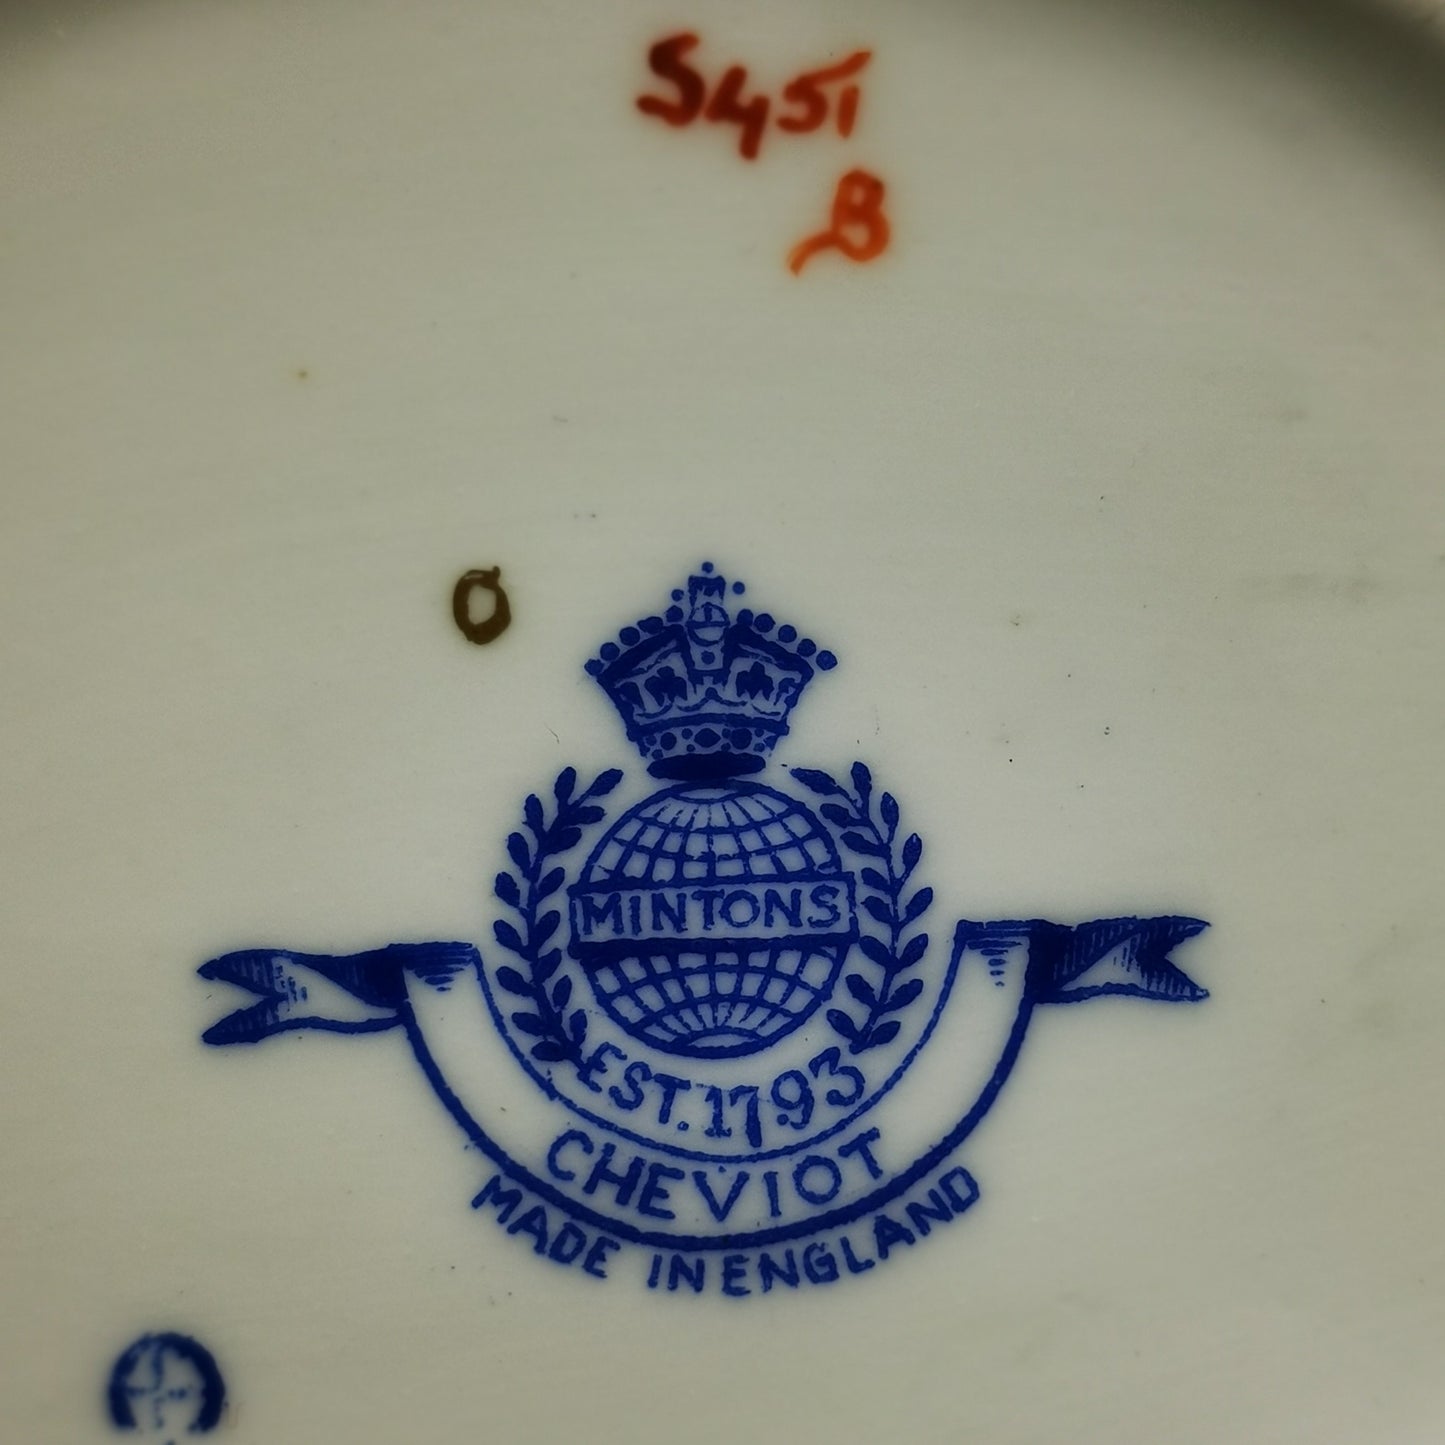 S451
B
O
MINTONS
EST. 1793
CHEVIOT
MADE IN ENGLAND